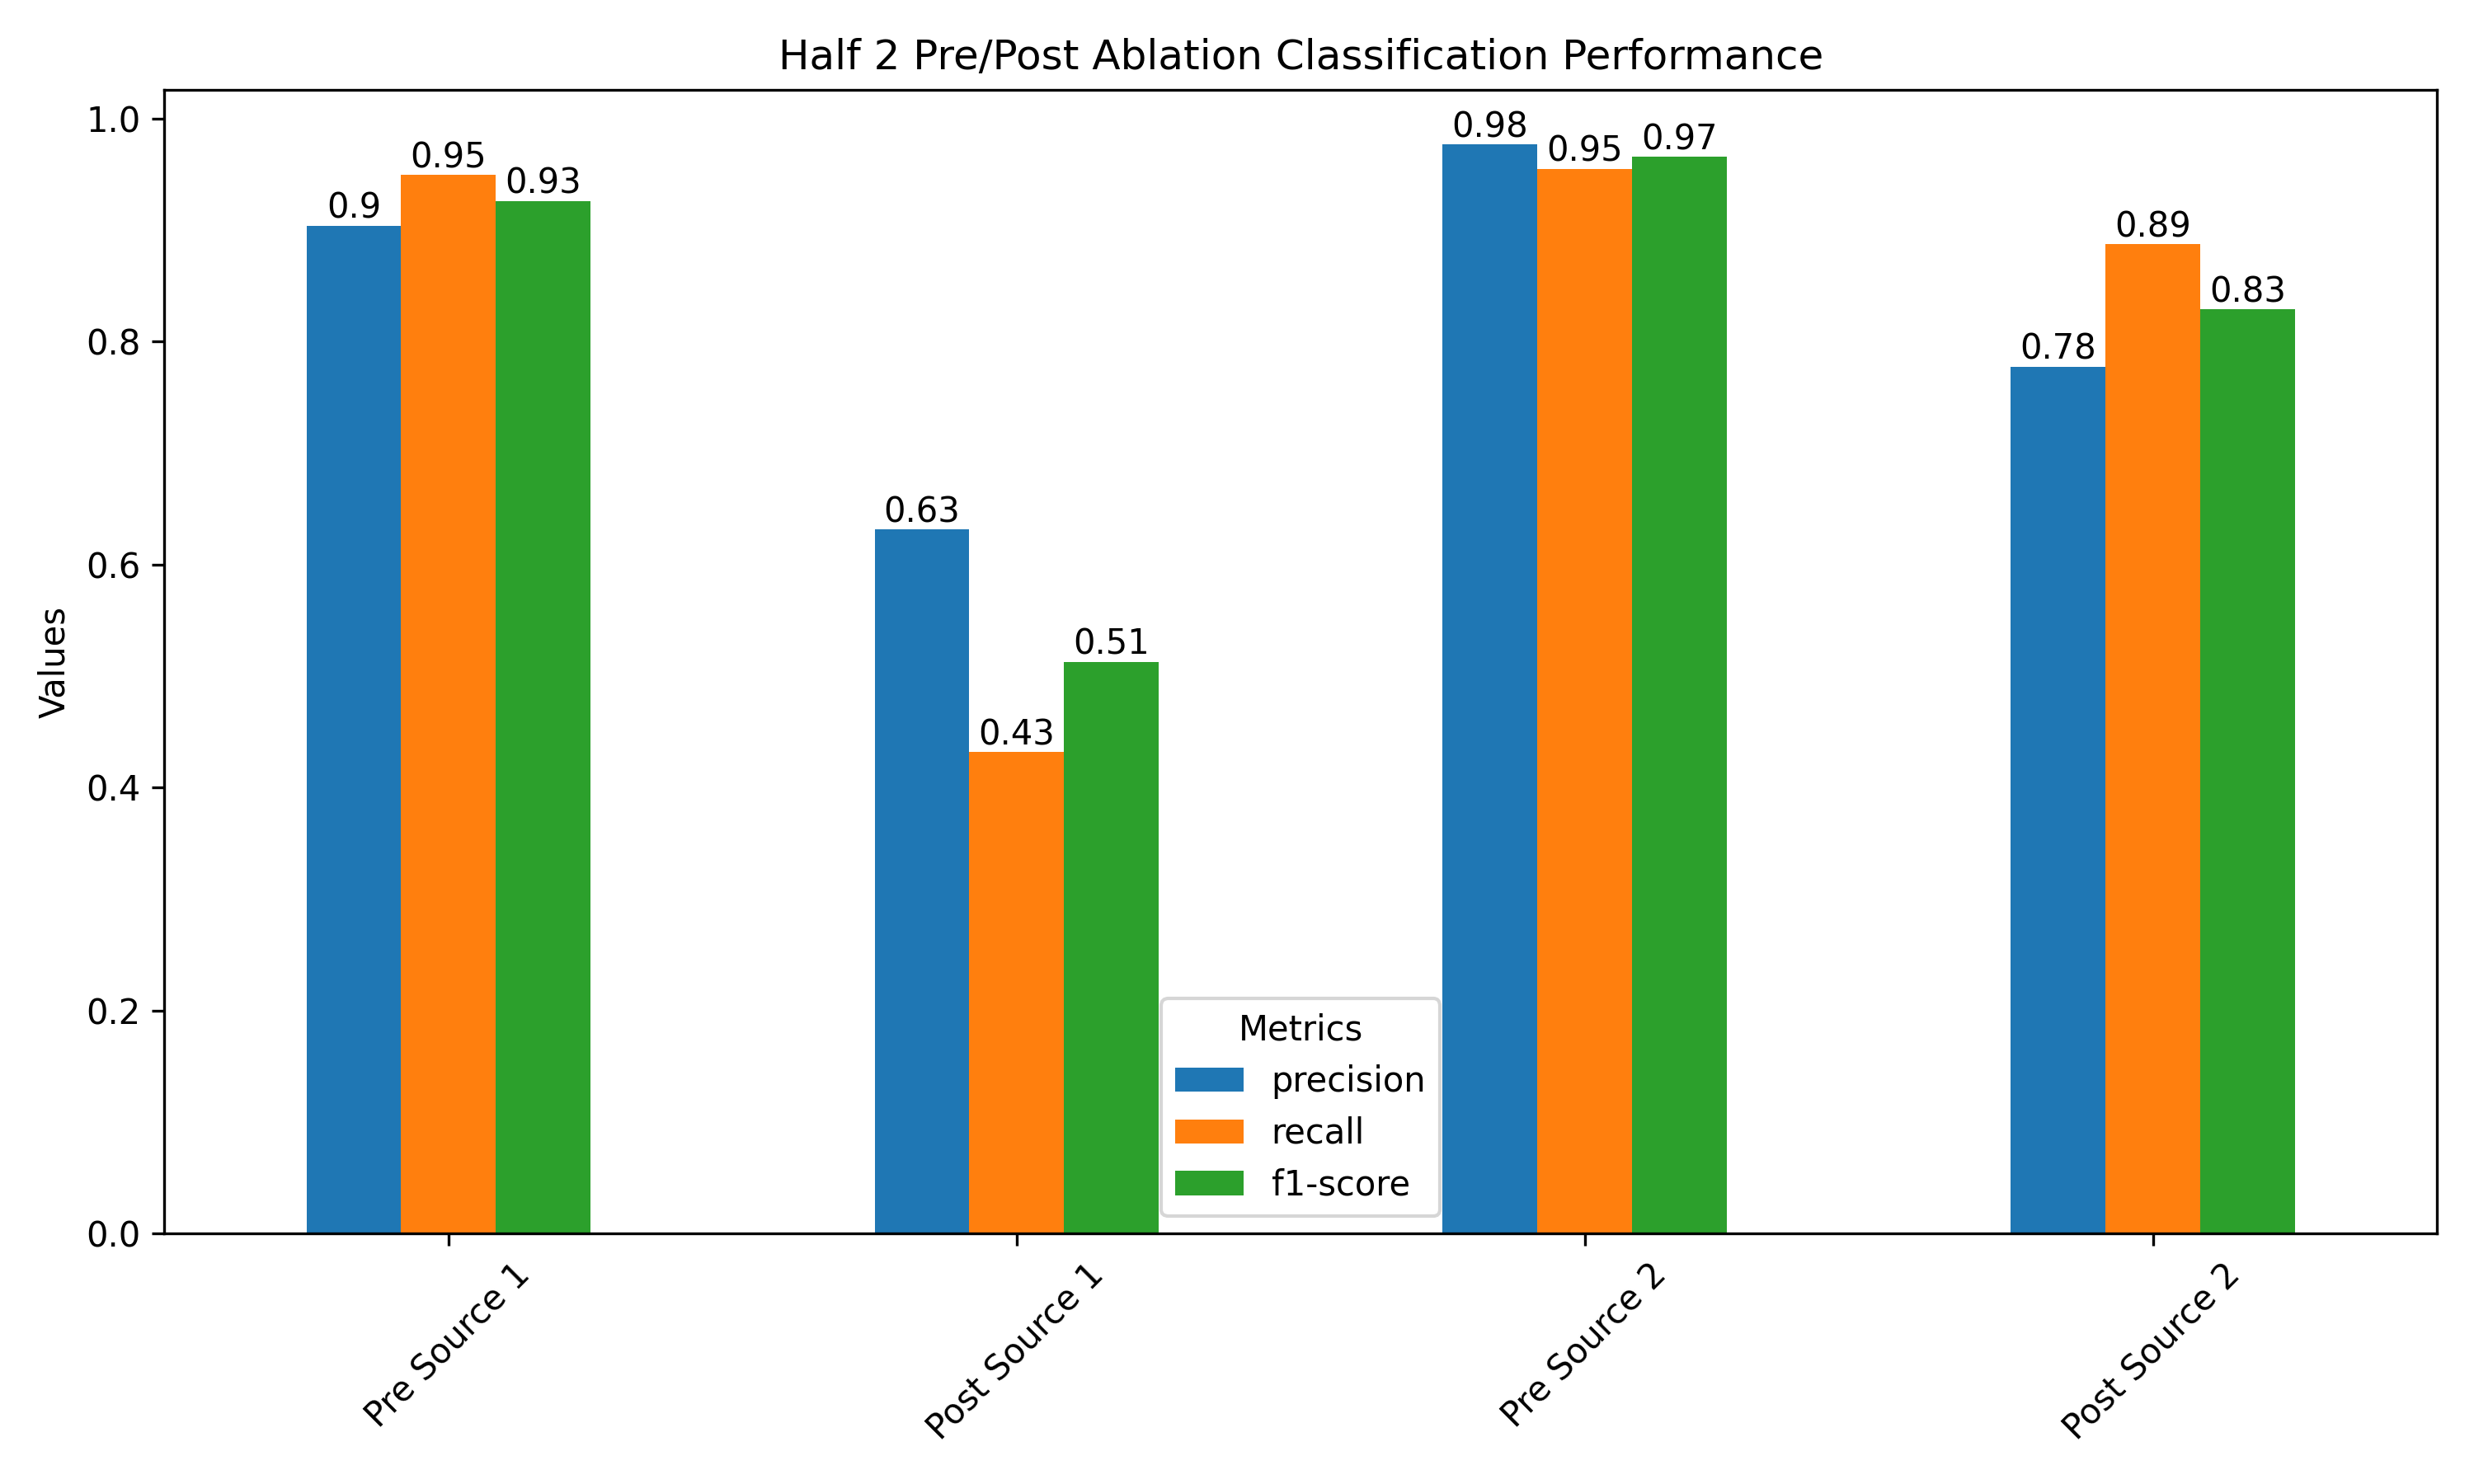 Half 2 Pre/Post Ablation Classification Performance
Values
1.0
0.8
0.6
0.4
0.2
0.0
0.9
0.95
0.93
0.63
0.43
0.51
0.98
0.95
0.97
0.78
0.89
0.83
Metrics
precision
recall
f1-score
Pre Source 1
Post Source 1
Pre Source 2
Post Source 2